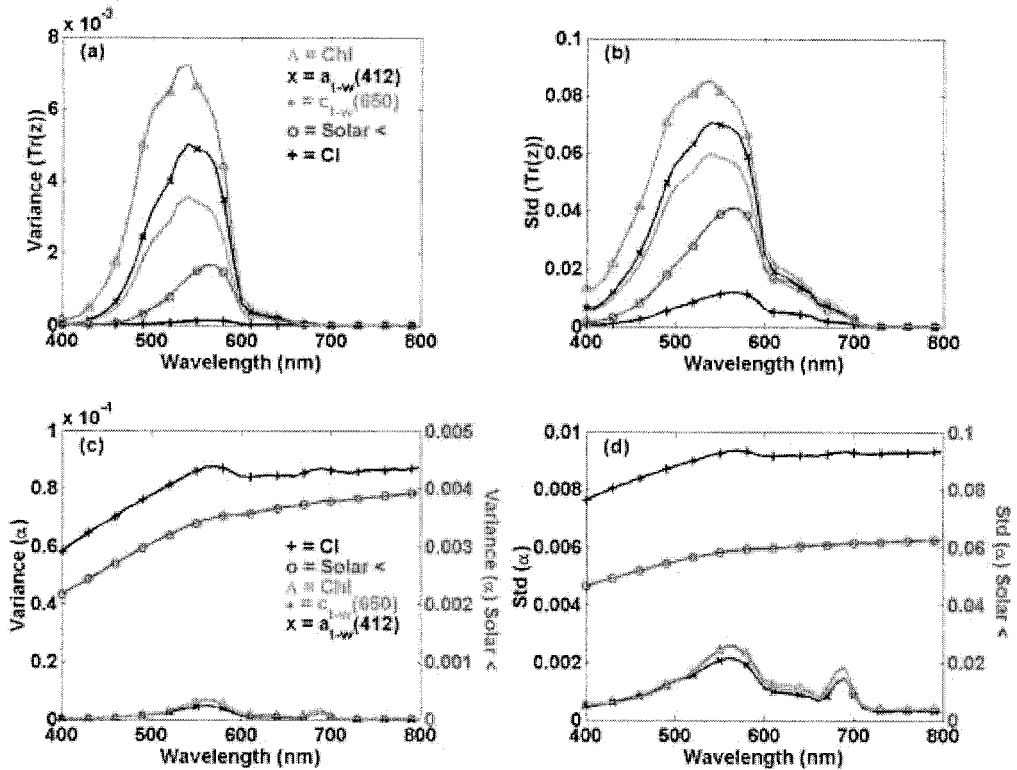 x 10⁻³
(a)
8
6
4
2
0
Variance (Tr(z))
Δ = Chl
x = a_t-w(412)
* = c_t-w(650)
o = Solar <
+ = CI
400 500 600 700 800
Wavelength (nm)
(b)
0.1
0.08
0.06
0.04
0.02
0
Std (Tr(z))
400 500 600 700 800
Wavelength (nm)
x 10⁻⁴
(c)
1
0.8
0.6
0.4
0.2
0
Variance (α)
+ = CI
o = Solar <
Δ = Chl
* = c_t-w(650)
x = a_t-w(412)
0.005
0.004
0.003
0.002
0.001
0
Variance (α) Solar <
400 500 600 700 800
Wavelength (nm)
(d)
0.01
0.008
0.006
0.004
0.002
0
Std (α)
0.1
0.08
0.06
0.04
0.02
0
Std (α) Solar <
400 500 600 700 800
Wavelength (nm)